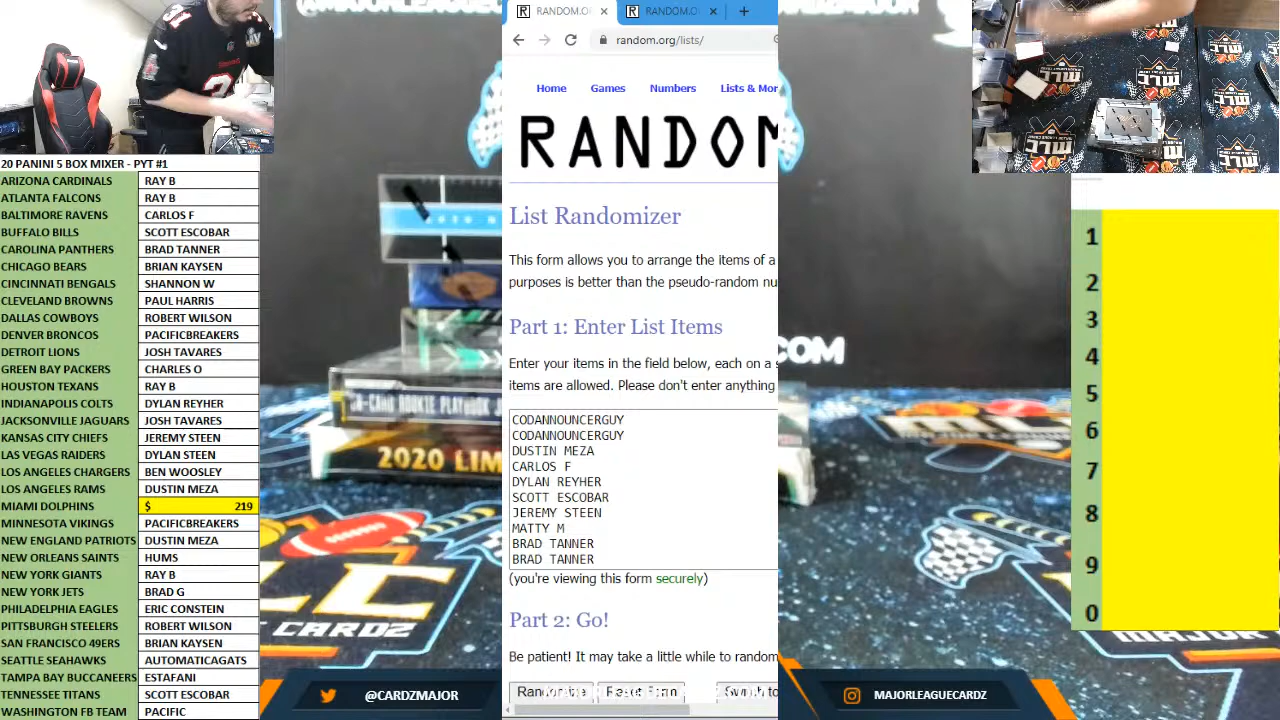 20 PANINI 5 BOX MIXER - PYT #1
ARIZONA CARDINALS RAY B
ATLANTA FALCONS RAY B
BALTIMORE RAVENS CARLOS F
BUFFALO BILLS SCOTT ESCOBAR
CAROLINA PANTHERS BRAD TANNER
CHICAGO BEARS BRIAN KAYSEN
CINCINNATI BENGALS SHANNON W
CLEVELAND BROWNS PAUL HARRIS
DALLAS COWBOYS ROBERT WILSON
DENVER BRONCOS PACIFICBREAKERS
DETROIT LIONS JOSH TAVARES
GREEN BAY PACKERS CHARLES O
HOUSTON TEXANS RAY B
INDIANAPOLIS COLTS DYLAN REYHER
JACKSONVILLE JAGUARS JOSH TAVARES
KANSAS CITY CHIEFS JEREMY STEEN
LAS VEGAS RAIDERS DYLAN STEEN
LOS ANGELES CHARGERS BEN WOOSLEY
LOS ANGELES RAMS DUSTIN MEZA
MIAMI DOLPHINS $ 219
MINNESOTA VIKINGS PACIFICBREAKERS
NEW ENGLAND PATRIOTS DUSTIN MEZA
NEW ORLEANS SAINTS HUMS
NEW YORK GIANTS RAY B
NEW YORK JETS BRAD G
PHILADELPHIA EAGLES ERIC CONSTEIN
PITTSBURGH STEELERS ROBERT WILSON
SAN FRANCISCO 49ERS BRIAN KAYSEN
SEATTLE SEAHAWKS AUTOMATICAGATS
TAMPA BAY BUCCANEERS ESTAFANI
TENNESSEE TITANS SCOTT ESCOBAR
WASHINGTON FB TEAM PACIFIC
RANDOM.O
RANDOM.O
random.org/lists/
Home Games Numbers Lists & Mor
RANDOM
List Randomizer
This form allows you to arrange the items of a
purposes is better than the pseudo-random nu
Part 1: Enter List Items
Enter your items in the field below, each on a s
items are allowed. Please don't enter anything
CODANNOUNCERGUY
CODANNOUNCERGUY
DUSTIN MEZA
CARLOS F
DYLAN REYHER
SCOTT ESCOBAR
JEREMY STEEN
MATTY M
BRAD TANNER
BRAD TANNER
(you're viewing this form securely)
Part 2: Go!
Be patient! It may take a little while to random
2020 LIM
CARDZ
.COM
@CARDZMAJOR
MAJORLEAGUECARDZ
1
2
3
4
5
6
7
8
9
0